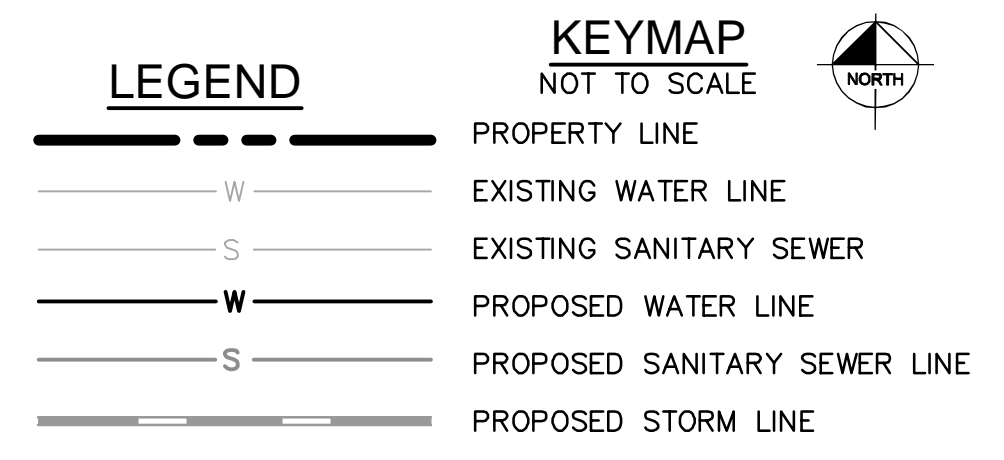 KEYMAP
NOT TO SCALE
NORTH
LEGEND
PROPERTY LINE
W EXISTING WATER LINE
S EXISTING SANITARY SEWER
W PROPOSED WATER LINE
S PROPOSED SANITARY SEWER LINE
PROPOSED STORM LINE